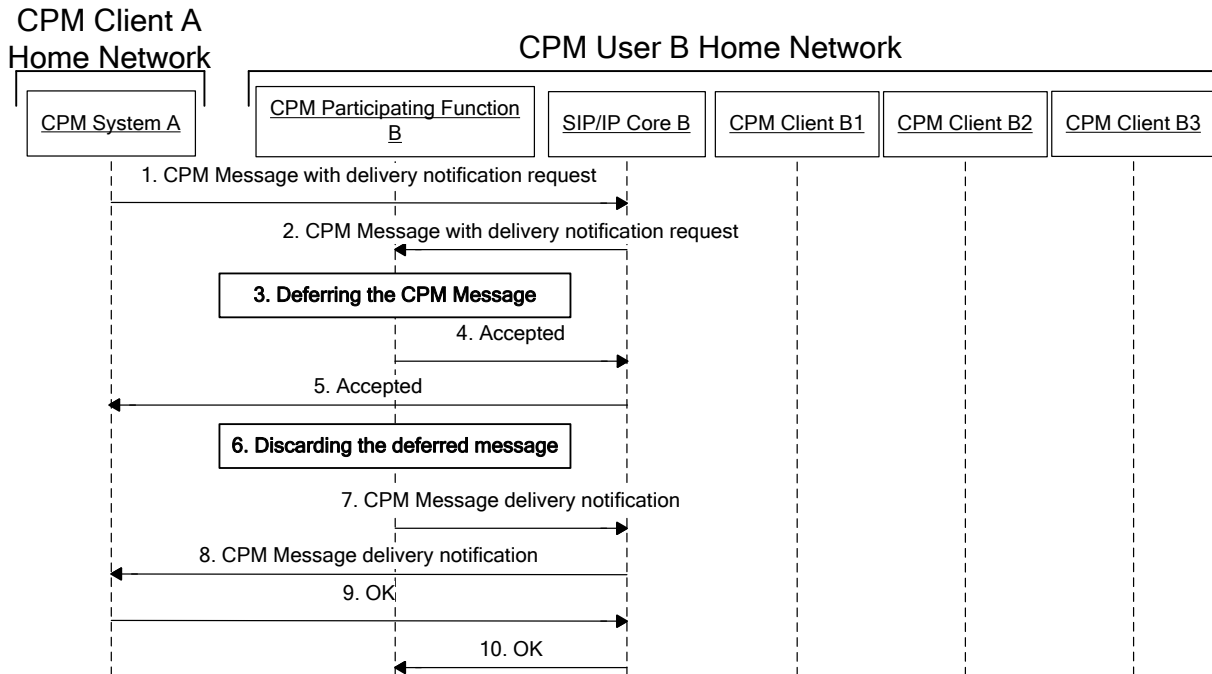 CPM Client A
Home Network
CPM User B Home Network
CPM System A
CPM Participating Function
B
SIP/IP Core B
CPM Client B1
CPM Client B2
CPM Client B3
1. CPM Message with delivery notification request
2. CPM Message with delivery notification request
3. Deferring the CPM Message
4. Accepted
5. Accepted
6. Discarding the deferred message
7. CPM Message delivery notification
8. CPM Message delivery notification
9. OK
10. OK